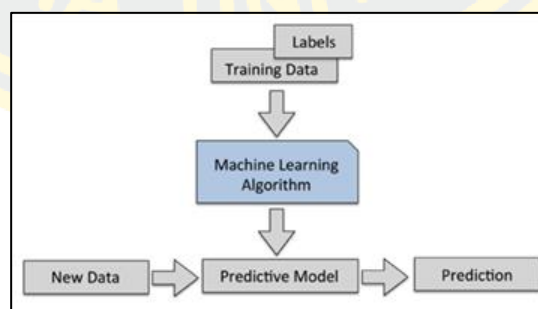 Labels
Training Data
Machine Learning
Algorithm
New Data
Predictive Model
Prediction